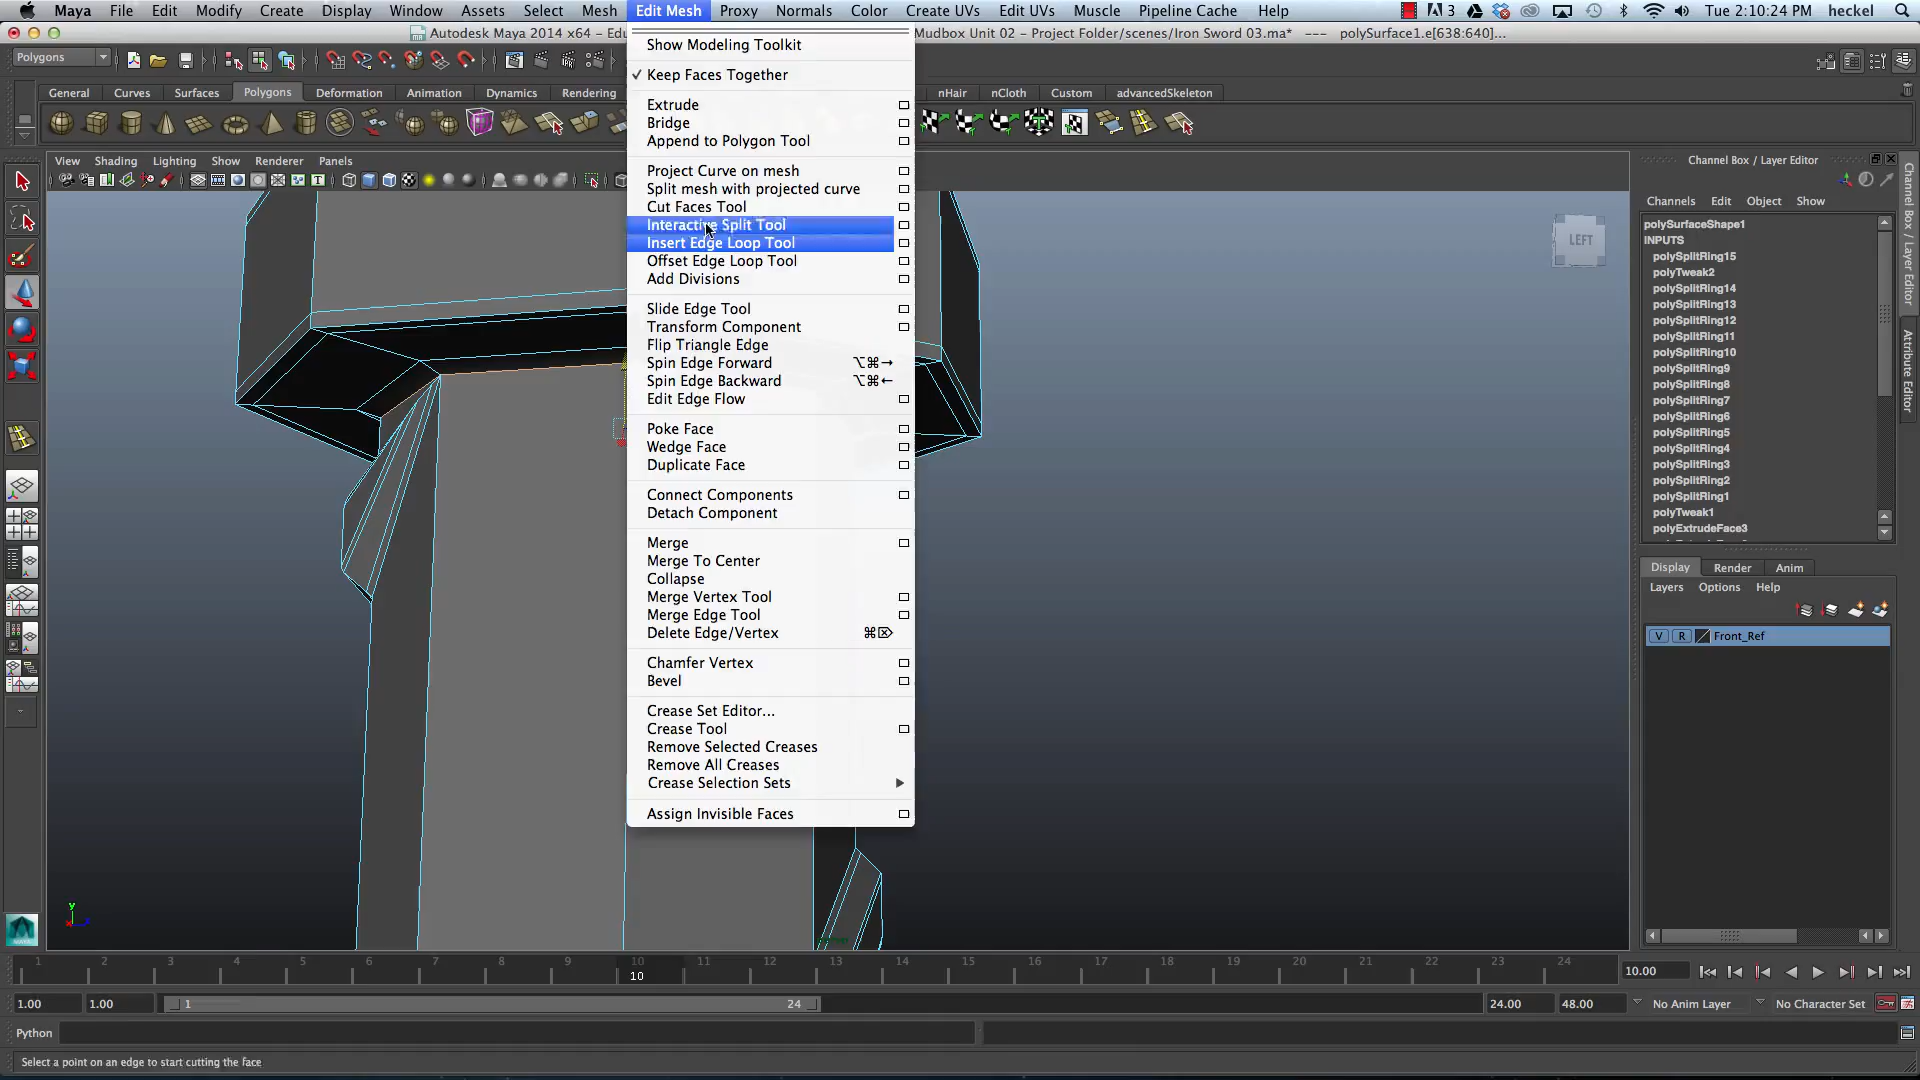 Maya File Edit Modify Create Display Window Assets Select Mesh Edit Mesh Proxy Normals Color Create UVs Edit UVs Muscle Pipeline Cache Help 3 Tue 2:10:24 PM heckel
Autodesk Maya 2014 x64 - Edu Mudbox Unit 02 - Project Folder/scenes/Iron Sword 03.ma* --- polySurface1.e[638:640]...
Polygons
General Curves Surfaces Polygons Deformation Animation Dynamics Rendering nHair nCloth Custom advancedSkeleton
View Shading Lighting Show Renderer Panels
Show Modeling Toolkit
✓ Keep Faces Together
Extrude
Bridge
Append to Polygon Tool
Project Curve on mesh
Split mesh with projected curve
Cut Faces Tool
Interactive Split Tool
Insert Edge Loop Tool
Offset Edge Loop Tool
Add Divisions
Slide Edge Tool
Transform Component
Flip Triangle Edge
Spin Edge Forward ⌥⌘→
Spin Edge Backward ⌥⌘←
Edit Edge Flow
Poke Face
Wedge Face
Duplicate Face
Connect Components
Detach Component
Merge
Merge To Center
Collapse
Merge Vertex Tool
Merge Edge Tool
Delete Edge/Vertex ⌘⌦
Chamfer Vertex
Bevel
Crease Set Editor...
Crease Tool
Remove Selected Creases
Remove All Creases
Crease Selection Sets
Assign Invisible Faces
LEFT
y
Channel Box / Layer Editor
Channels Edit Object Show
polySurfaceShape1
INPUTS
polySplitRing15
polyTweak2
polySplitRing14
polySplitRing13
polySplitRing12
polySplitRing11
polySplitRing10
polySplitRing9
polySplitRing8
polySplitRing7
polySplitRing6
polySplitRing5
polySplitRing4
polySplitRing3
polySplitRing2
polySplitRing1
polyTweak1
polyExtrudeFace3
Display Render Anim
Layers Options Help
V R Front_Ref
Channel Box / Layer Editor
Attribute Editor
1 2 3 4 5 6 7 8 9 10 11 12 13 14 15 16 17 18 19 20 21 22 23 24
10
10.00
1.00 1.00 1 24 24.00 48.00 No Anim Layer No Character Set
Python
Select a point on an edge to start cutting the face